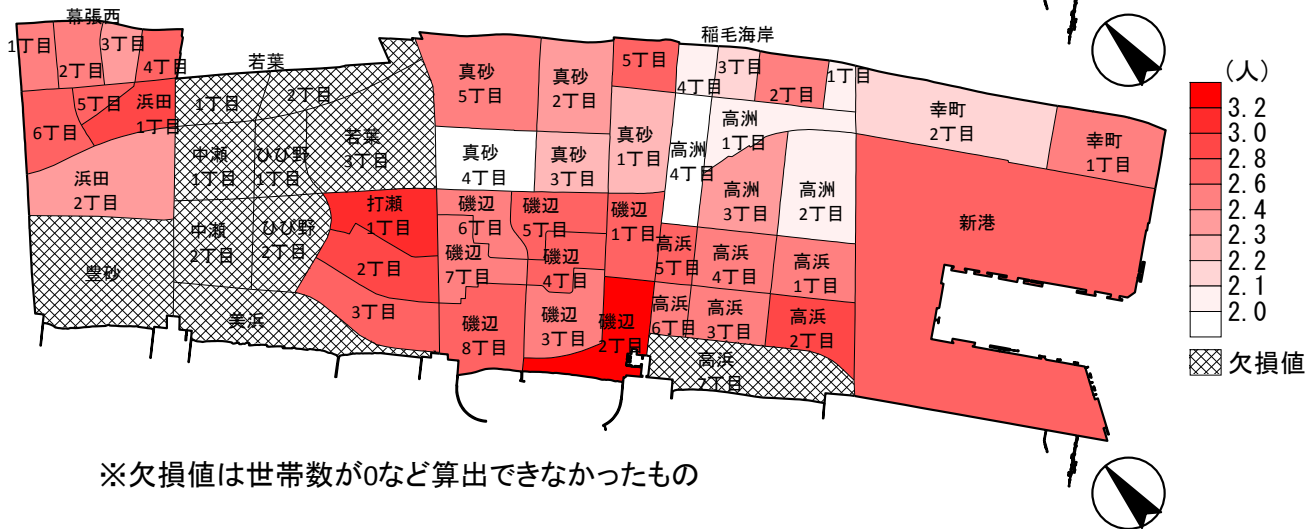 幕張西
1丁目
2丁目
3丁目
4丁目
5丁目
6丁目
浜田
1丁目
浜田
2丁目
豊砂
若葉
1丁目
2丁目
若葉
3丁目
中瀬
1丁目
ひび野
1丁目
中瀬
2丁目
ひび野
2丁目
美浜
打瀬
1丁目
2丁目
3丁目
真砂
5丁目
真砂
2丁目
真砂
4丁目
真砂
3丁目
真砂
1丁目
磯辺
6丁目
磯辺
5丁目
磯辺
1丁目
磯辺
7丁目
磯辺
4丁目
磯辺
8丁目
磯辺
3丁目
磯辺
2丁目
稲毛海岸
5丁目
4丁目
3丁目
2丁目
1丁目
高洲
1丁目
高洲
4丁目
高洲
3丁目
高洲
2丁目
高浜
5丁目
高浜
4丁目
高浜
1丁目
高浜
6丁目
高浜
3丁目
高浜
2丁目
高浜
7丁目
幸町
2丁目
幸町
1丁目
新港
(人)
3.2
3.0
2.8
2.6
2.4
2.3
2.2
2.1
2.0
欠損値
※欠損値は世帯数が0など算出できなかったもの